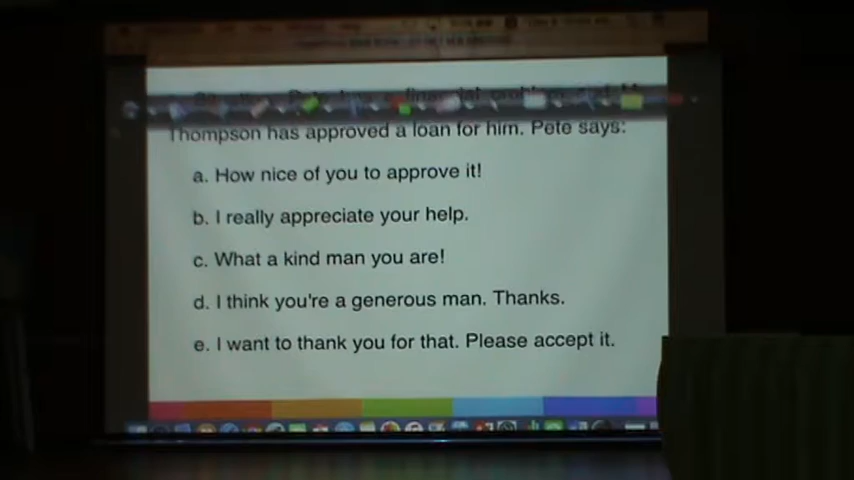 Thompson has approved a loan for him. Pete says:
a. How nice of you to approve it!
b. I really appreciate your help.
c. What a kind man you are!
d. I think you're a generous man. Thanks.
e. I want to thank you for that. Please accept it.